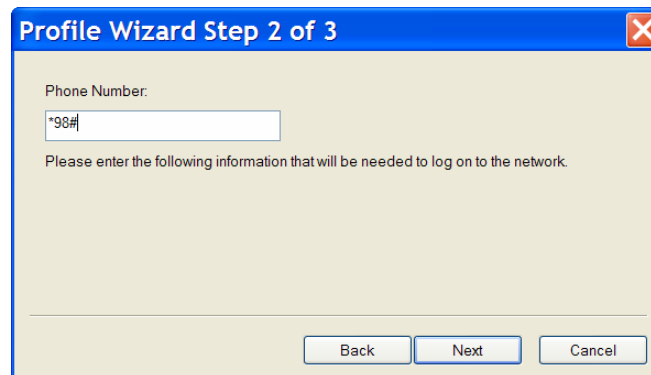 Profile Wizard Step 2 of 3
Phone Number:
*98#
Please enter the following information that will be needed to log on to the network.
Back Next Cancel